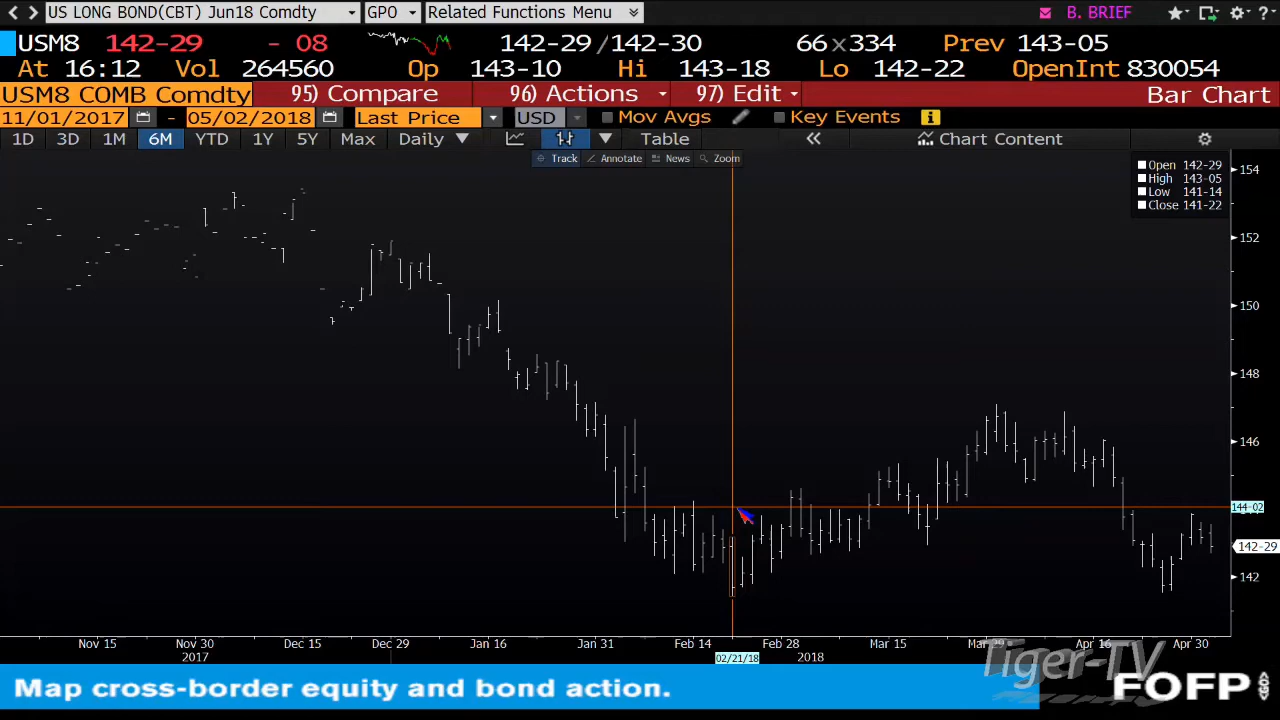 US LONG BOND(CBT) Jun18 Comdty GPO Related Functions Menu B. BRIEF ?
USM8 142-29 - 08 142-29/142-30 66x334 Prev 143-05
At 16:12 Vol 264560 Op 143-10 Hi 143-18 Lo 142-22 OpenInt 830054
USM8 COMB Comdty 95) Compare 96) Actions 97) Edit Bar Chart
11/01/2017 - 05/02/2018 Last Price USD Mov Avgs Key Events i
1D 3D 1M 6M YTD 1Y 5Y Max Daily Table « Chart Content
Track Annotate News Zoom
Open 142-29
High 143-05
Low 141-14
Close 141-22
154
152
150
148
146
144-02
142-29
142
Nov 15 Nov 30 Dec 15 Dec 29 Jan 16 Jan 31 Feb 14 Feb 28 Mar 15 Mar 29 Apr 16 Apr 30
2017 02/21/18 2018
Tiger-TV
Map cross-border equity and bond action. FOFP